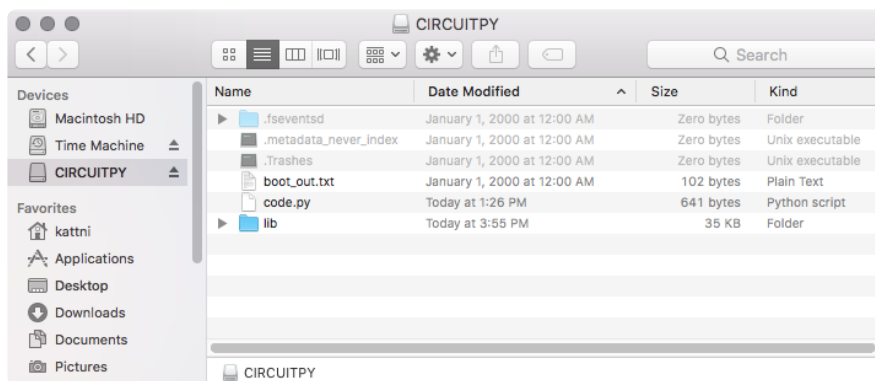 CIRCUITPY
Search
Devices
Macintosh HD
Time Machine
CIRCUITPY
Favorites
kattni
Applications
Desktop
Downloads
Documents
Pictures
Name Date Modified Size Kind
.fseventsd January 1, 2000 at 12:00 AM Zero bytes Folder
.metadata_never_index January 1, 2000 at 12:00 AM Zero bytes Unix executable
.Trashes January 1, 2000 at 12:00 AM Zero bytes Unix executable
boot_out.txt January 1, 2000 at 12:00 AM 102 bytes Plain Text
code.py Today at 1:26 PM 641 bytes Python script
lib Today at 3:55 PM 35 KB Folder
CIRCUITPY